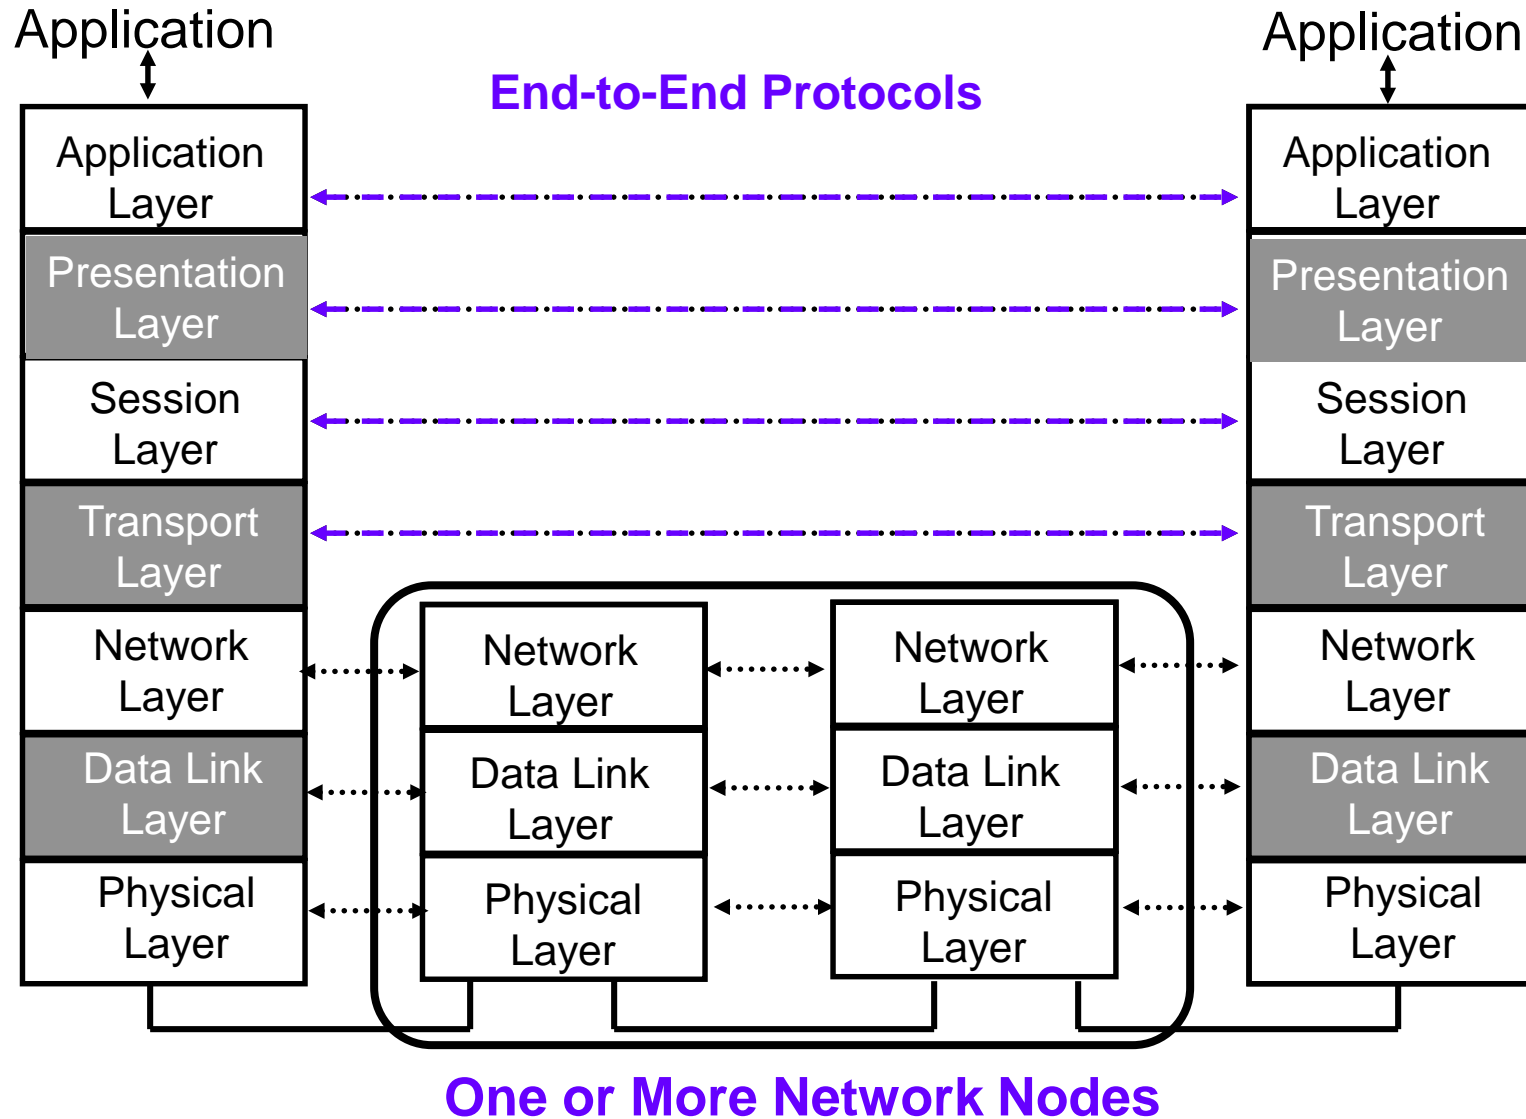 Application
Application
End-to-End Protocols
Application
Layer
Application
Layer
Presentation
Layer
Presentation
Layer
Session
Layer
Session
Layer
Transport
Layer
Transport
Layer
Network
Layer
Network
Layer
Network
Layer
Network
Layer
Data Link
Layer
Data Link
Layer
Data Link
Layer
Data Link
Layer
Physical
Layer
Physical
Layer
Physical
Layer
Physical
Layer
One or More Network Nodes